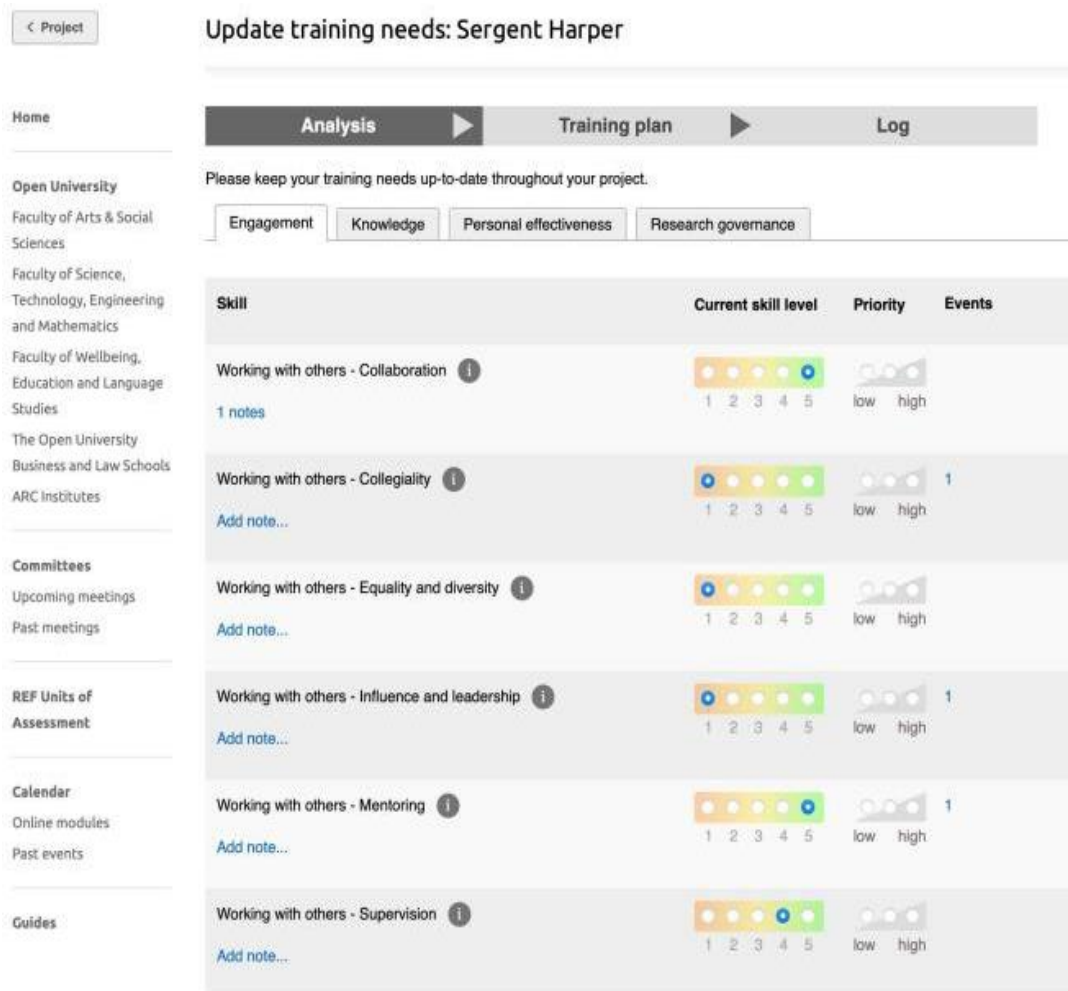 < Project
Update training needs: Sergent Harper
Home
Open University
Faculty of Arts & Social
Sciences
Faculty of Science,
Technology, Engineering
and Mathematics
Faculty of Wellbeing,
Education and Language
Studies
The Open University
Business and Law Schools
ARC Institutes
Committees
Upcoming meetings
Past meetings
REF Units of
Assessment
Calendar
Online modules
Past events
Guides
Analysis Training plan Log
Please keep your training needs up-to-date throughout your project.
Engagement Knowledge Personal effectiveness Research governance
Skill Current skill level Priority Events
Working with others - Collaboration i
1 2 3 4 5 low high
1 notes
Working with others - Collegiality i 1
1 2 3 4 5 low high
Add note...
Working with others - Equality and diversity i
1 2 3 4 5 low high
Add note...
Working with others - Influence and leadership i 1
1 2 3 4 5 low high
Add note...
Working with others - Mentoring i 1
1 2 3 4 5 low high
Add note...
Working with others - Supervision i
1 2 3 4 5 low high
Add note...